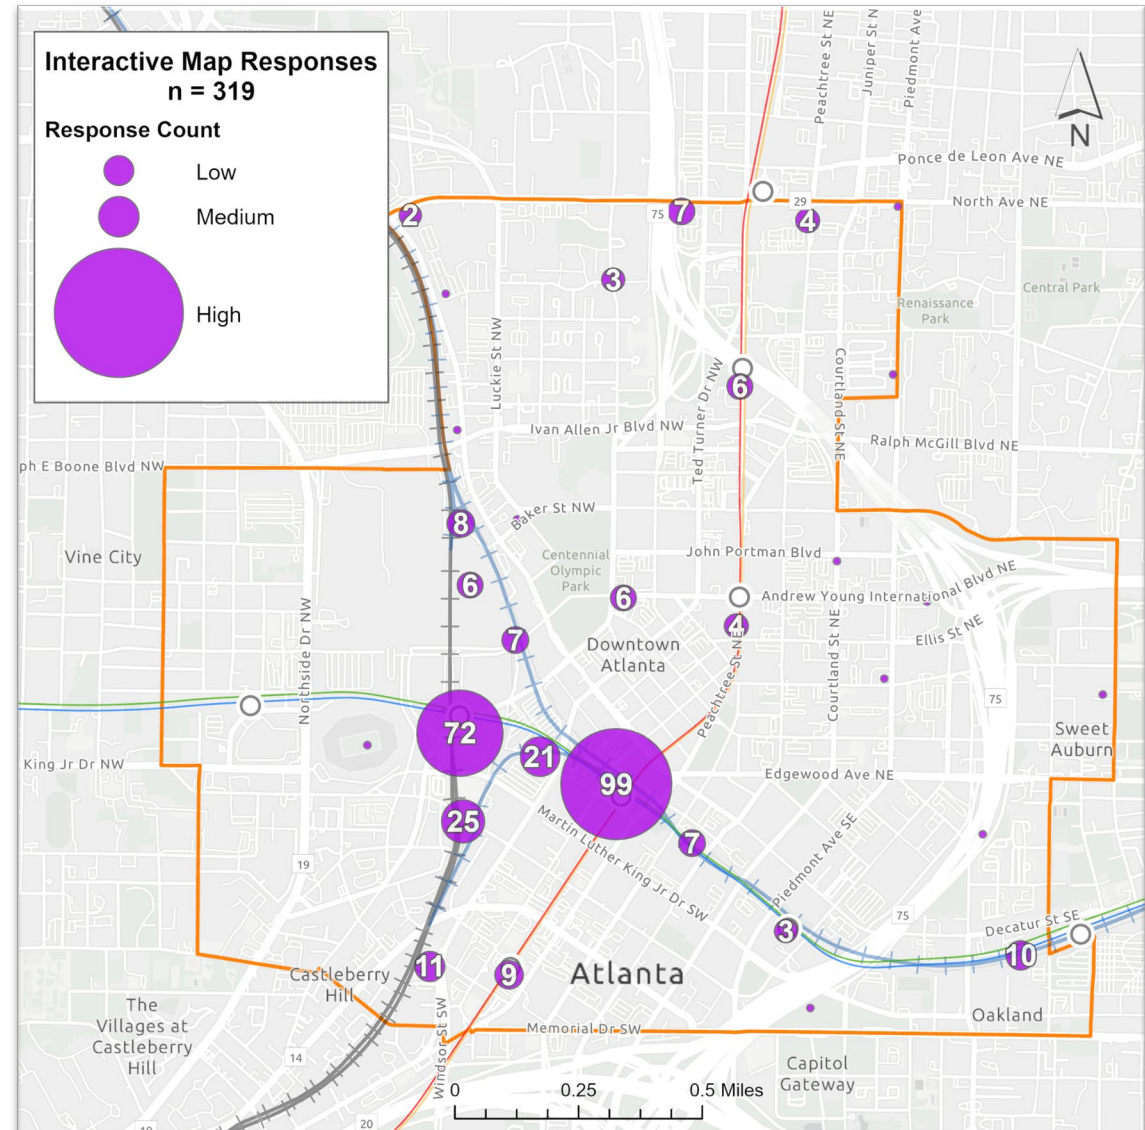 Interactive Map Responses
n = 319
Response Count
Low
Medium
High
Peachtree St NE
Juniper St N
Piedmont Ave
N
Ponce de Leon Ave NE
North Ave NE
29
75
2
7
4
3
Central Park
Renaissance
Park
Luckie St NW
Ted Turner Dr NW
6
Courtland St NE
Ivan Allen Jr Blvd NW
Ralph McGill Blvd NE
ph E Boone Blvd NW
Baker St NW
8
Vine City
Centennial
Olympic
Park
John Portman Blvd
Andrew Young International Blvd NE
6
6
4
Ellis St NE
7
Downtown
Atlanta
Northside Dr NW
Peachtree St NE
Courtland St NE
75
72
21
99
Sweet
Auburn
King Jr Dr NW
Edgewood Ave NE
25
7
Martin Luther King Jr Dr SW
Piedmont Ave SE
19
75
Decatur St SE
3
10
11
9
Castleberry
Hill
Atlanta
Oakland
The
Villages at
Castleberry
Hill
Windsor St SW
Memorial Dr SW
14
Capitol
Gateway
0
0.25
0.5 Miles
20